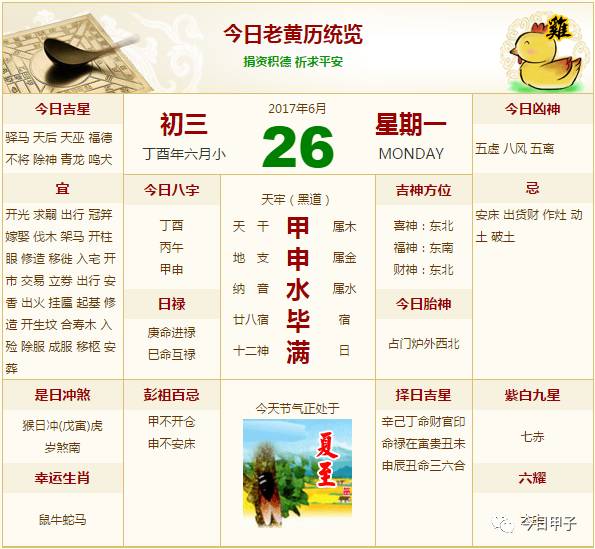 今日老黄历统览
捐资积德 祈求平安
雞
今日吉星
驿马 天后 天巫 福德
不将 除神 青龙 鸣犬
初三
丁酉年六月小
2017年6月
26
星期一
MONDAY
今日凶神
五虚 八风 五离
宜
开光 求嗣 出行 冠笄
嫁娶 伐木 架马 开柱
眼 修造 移徙 入宅 开
市 交易 立券 出行 安
香 出火 挂匾 起基 修
造 开生坟 合寿木 入
殓 除服 成服 移柩 安
葬
今日八字
丁酉
丙午
甲申
日禄
庚命进禄
巳命互禄
天牢（黑道）
天 干 甲 属木
地 支 申 属金
纳 音 水 属水
廿八宿 毕 宿
十二神 满 日
吉神方位
喜神：东北
福神：东南
财神：东北
今日胎神
占门炉外西北
忌
安床 出货财 作灶 动
土 破土
是日冲煞
猴日冲(戊寅)虎
岁煞南
幸运生肖
鼠牛蛇马
彭祖百忌
甲不开仓
申不安床
今天节气正处于
夏至
择日吉星
辛己丁命财官印
命禄在寅贵丑未
申辰丑命三六合
紫白九星
七赤
六耀
今日甲子